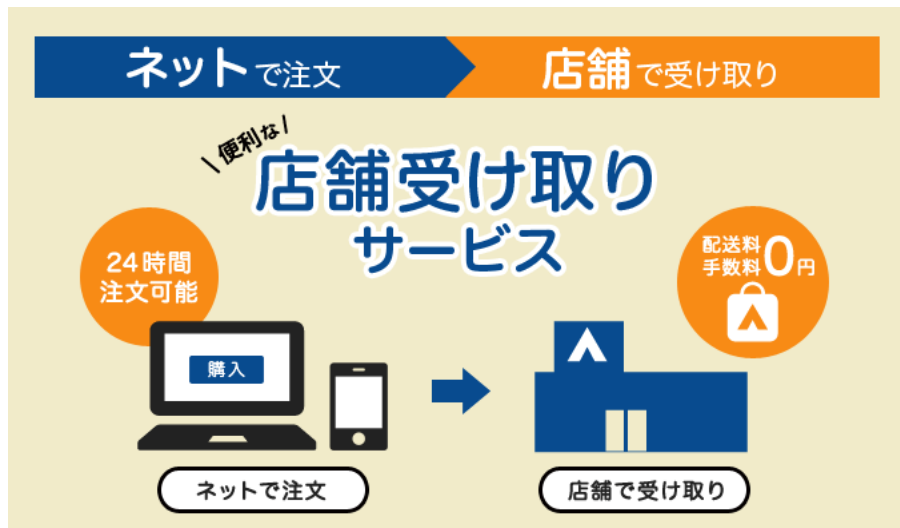 ネットで注文
店舗で受け取り
便利な
店舗受け取り
サービス
24時間
注文可能
配送料
手数料0円
購入
ネットで注文
店舗で受け取り